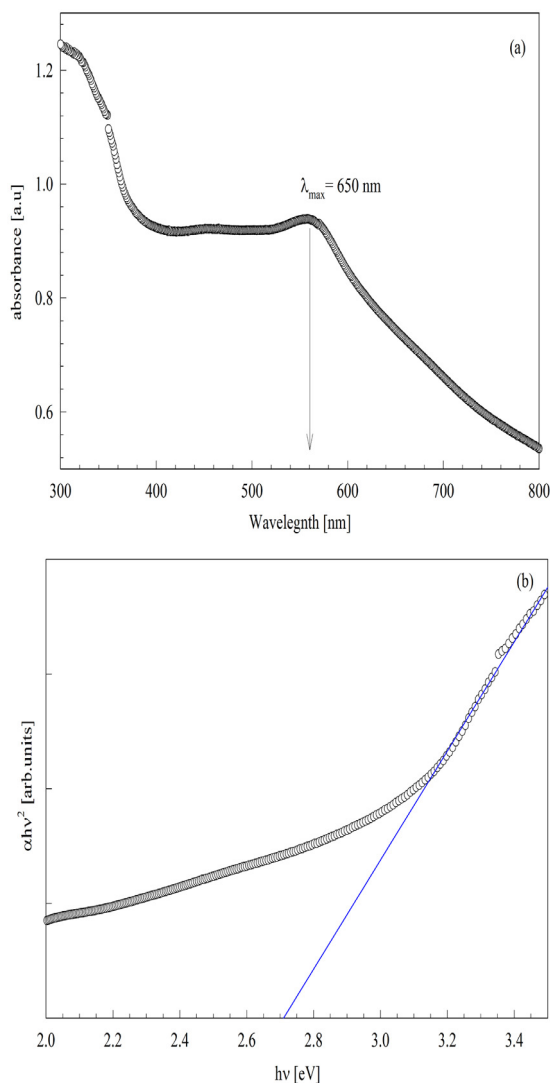 (a)
1.2
1.0
0.8
0.6
absorbance [a.u]
λmax= 650 nm
300 400 500 600 700 800
Wavelegnth [nm]
(b)
αhν² [arb.units]
2.0 2.2 2.4 2.6 2.8 3.0 3.2 3.4
hν [eV]